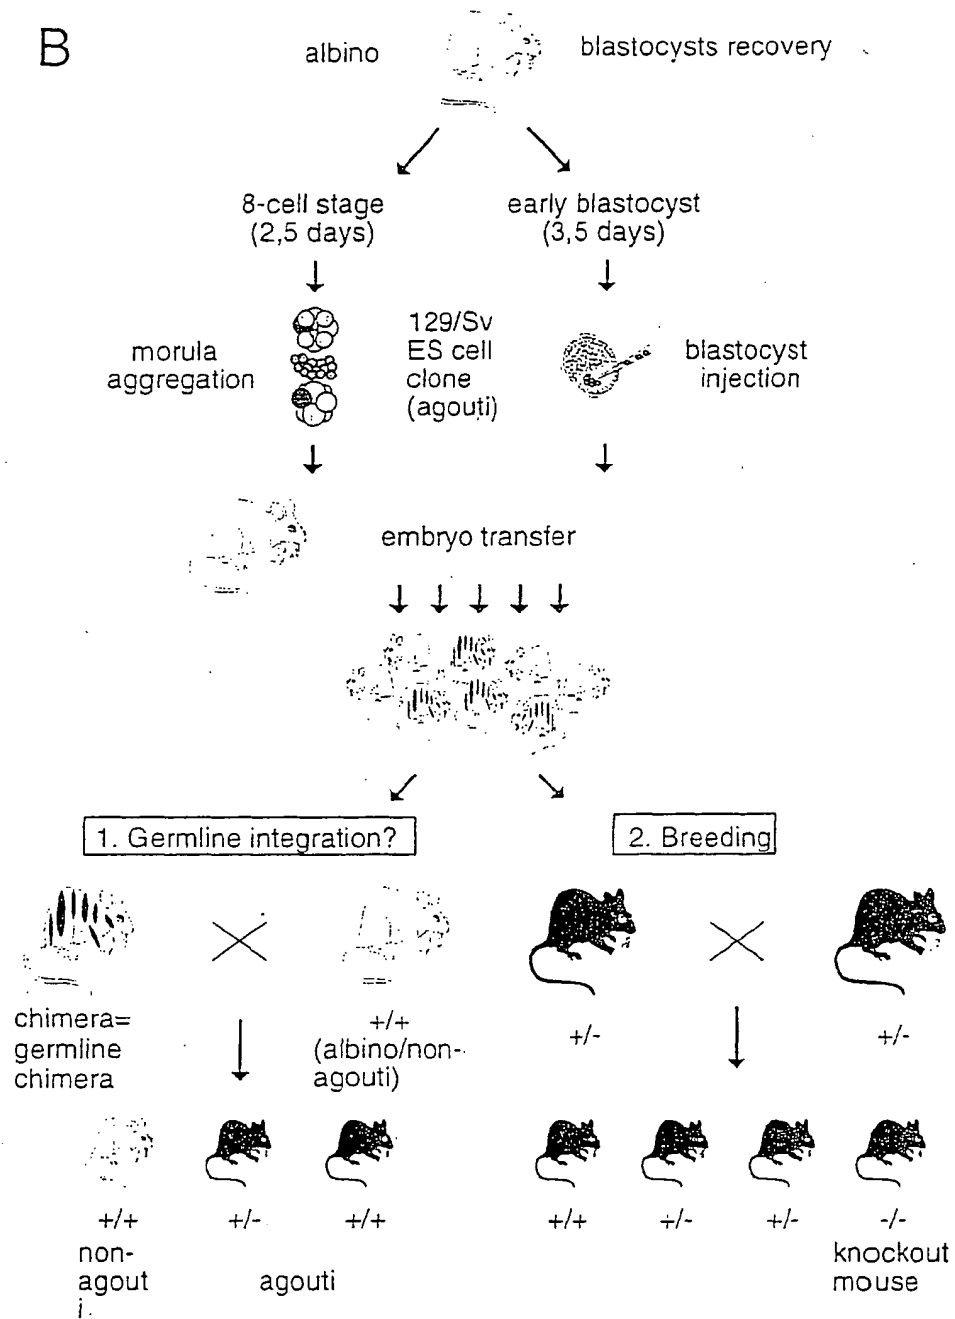 B
albino
blastocysts recovery
8-cell stage
(2,5 days)
early blastocyst
(3,5 days)
morula
aggregation
129/Sv
ES cell
clone
(agouti)
blastocyst
injection
embryo transfer
1. Germline integration?
2. Breeding
chimera=
germline
chimera
+/+
(albino/non-
agouti)
+/-
+/-
+/+
+/-
+/+
+/+
+/-
+/-
-/-
non-
agout
i
agouti
knockout
mouse